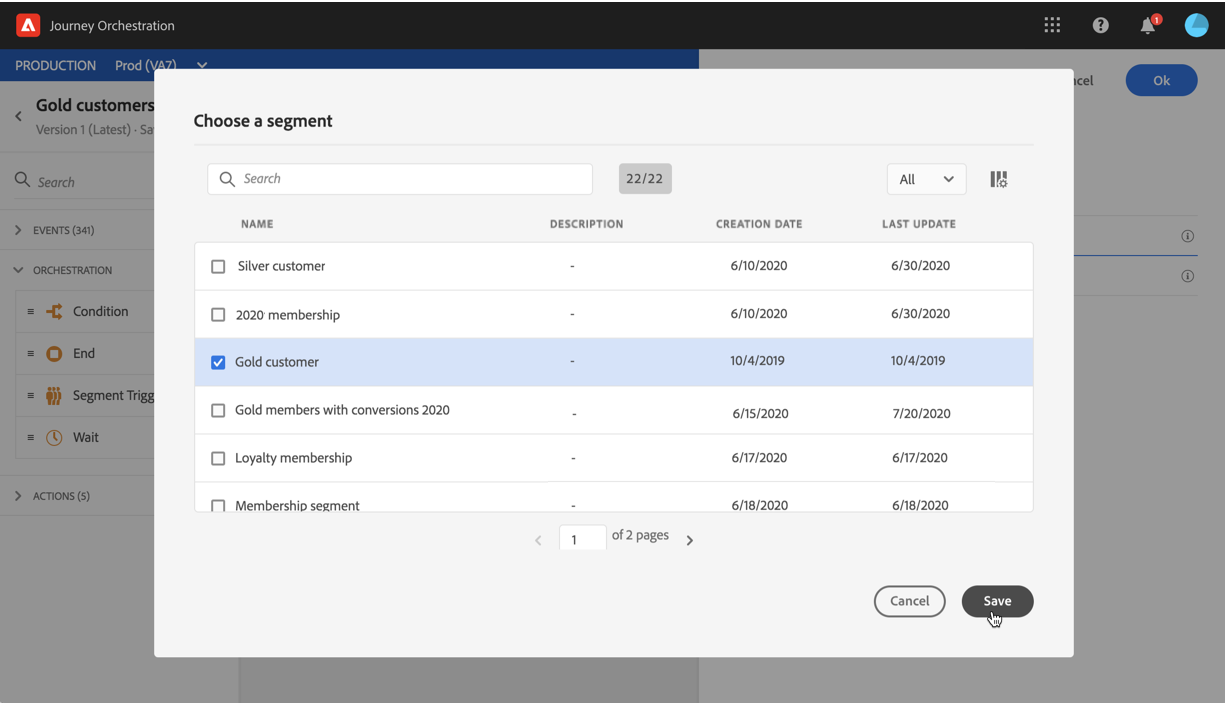 Journey Orchestration
1
PRODUCTION Prod (VA7)
ncel
Ok
Gold customers
Version 1 (Latest) · Sa
Search
EVENTS (341)
ORCHESTRATION
Condition
End
Segment Trigg
Wait
ACTIONS (5)
Choose a segment
Search
22/22
All
NAME DESCRIPTION CREATION DATE LAST UPDATE
Silver customer - 6/10/2020 6/30/2020
2020 membership - 6/10/2020 6/30/2020
Gold customer - 10/4/2019 10/4/2019
Gold members with conversions 2020 - 6/15/2020 7/20/2020
Loyalty membership - 6/17/2020 6/17/2020
Membership segment - 6/18/2020 6/18/2020
1 of 2 pages
Cancel
Save